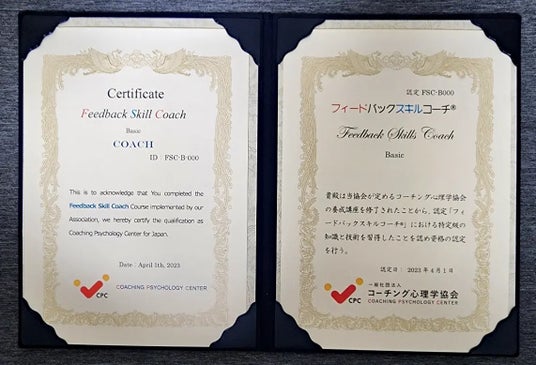 Certificate
Feedback Skill Coach
Basic
COACH
ID : FSC-B-000
This is to acknowledge that You completed the
Feedback Skill Coach Course implemented by our
Association, we hereby certify the qualification as
Coaching Psychology Center for Japan.
Date : April 1th, 2023
CPC
COACHING PSYCHOLOGY CENTER
認定 FSC-B000
フィードバックスキルコーチ®
Feedback Skills Coach
Basic
貴殿は当協会が定めるコーチング心理学協会
の養成講座を修了されたことから、認定「フィ
ードバックスキルコーチ®」における特定級の
知識と技術を習得したことを認め資格の認定
を行う。
認定日： 2023 年 4 月 1 日
CPC
一般社団法人
コーチング心理学協会
COACHING PSYCHOLOGY CENTER